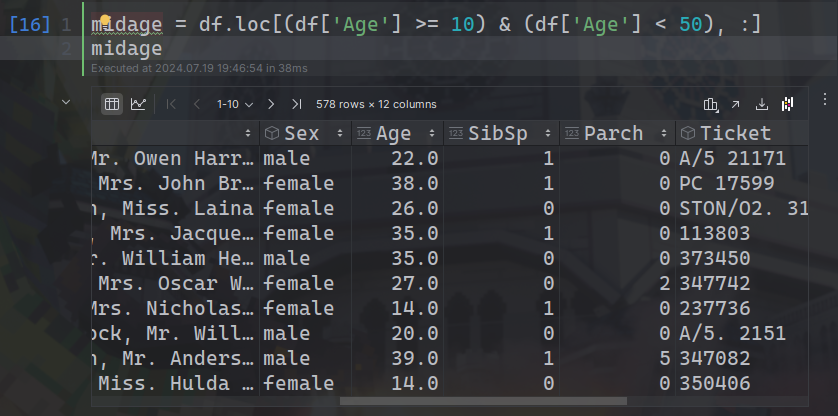 [16] 1 midage = df.loc[(df['Age'] >= 10) & (df['Age'] < 50), :]
2 midage
Executed at 2024.07.19 19:46:54 in 38ms
1-10 578 rows × 12 columns
Sex 123 Age 123 SibSp 123 Parch Ticket
Mr. Owen Harr… male 22.0 1 0 A/5 21171
Mrs. John Br… female 38.0 1 0 PC 17599
, Miss. Laina female 26.0 0 0 STON/O2. 31
, Mrs. Jacque… female 35.0 1 0 113803
r. William He… male 35.0 0 0 373450
Mrs. Oscar W… female 27.0 0 2 347742
Mrs. Nicholas… female 14.0 1 0 237736
ock, Mr. Will… male 20.0 0 0 A/5. 2151
n, Mr. Anders… male 39.0 1 5 347082
Miss. Hulda … female 14.0 0 0 350406